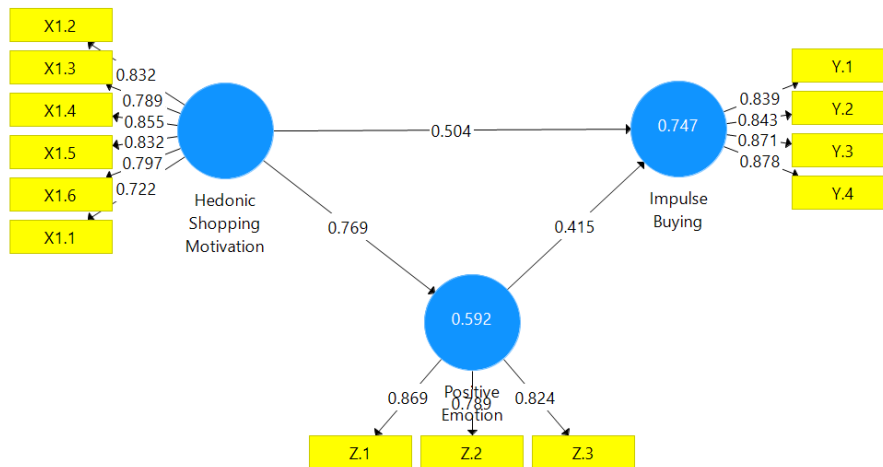 X1.2
X1.3
X1.4
X1.5
X1.6
X1.1
0.832
0.789
0.855
0.832
0.797
0.722
Hedonic
Shopping
Motivation
0.504
0.769
0.415
0.747
Impulse
Buying
0.839
0.843
0.871
0.878
Y.1
Y.2
Y.3
Y.4
0.592
Positive
Emotion
0.869
0.789
0.824
Z.1
Z.2
Z.3